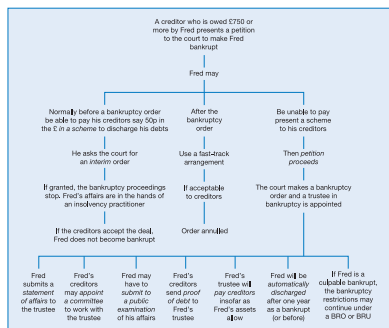 A creditor who is owed £750 or
more by Fred presents a petition
to the court to make Fred
bankrupt
Fred may
Normally before a bankruptcy order
be able to pay his creditors say 50p in
the £ in a scheme to discharge his debts
He asks the court for
an interim order
If granted, the bankruptcy proceedings
stop. Fred's affairs are in the hands of
an insolvency practitioner
If the creditors accept the deal,
Fred does not become bankrupt
After the
bankruptcy
order
Use a fast-track
arrangement
If acceptable
to creditors
Order annulled
Be unable to pay
present a scheme
to his creditors
Then petition
proceeds
The court makes a bankruptcy
order and a trustee in
bankruptcy is appointed
Fred
submits a
statement of
affairs to
the trustee
Fred's
creditors
may appoint
a committee
to work with
the trustee
Fred may
have to
submit to
a public
examination
of his affairs
Fred's
creditors
send proof
of debt to
Fred's
trustee
Fred's
trustee will
pay creditors
insofar as
Fred's assets
allow
Fred will be
automatically
discharged
after one year
as a bankrupt
(or before)
If Fred is a
culpable bankrupt,
the bankruptcy
restrictions may
continue under
a BRO or BRU